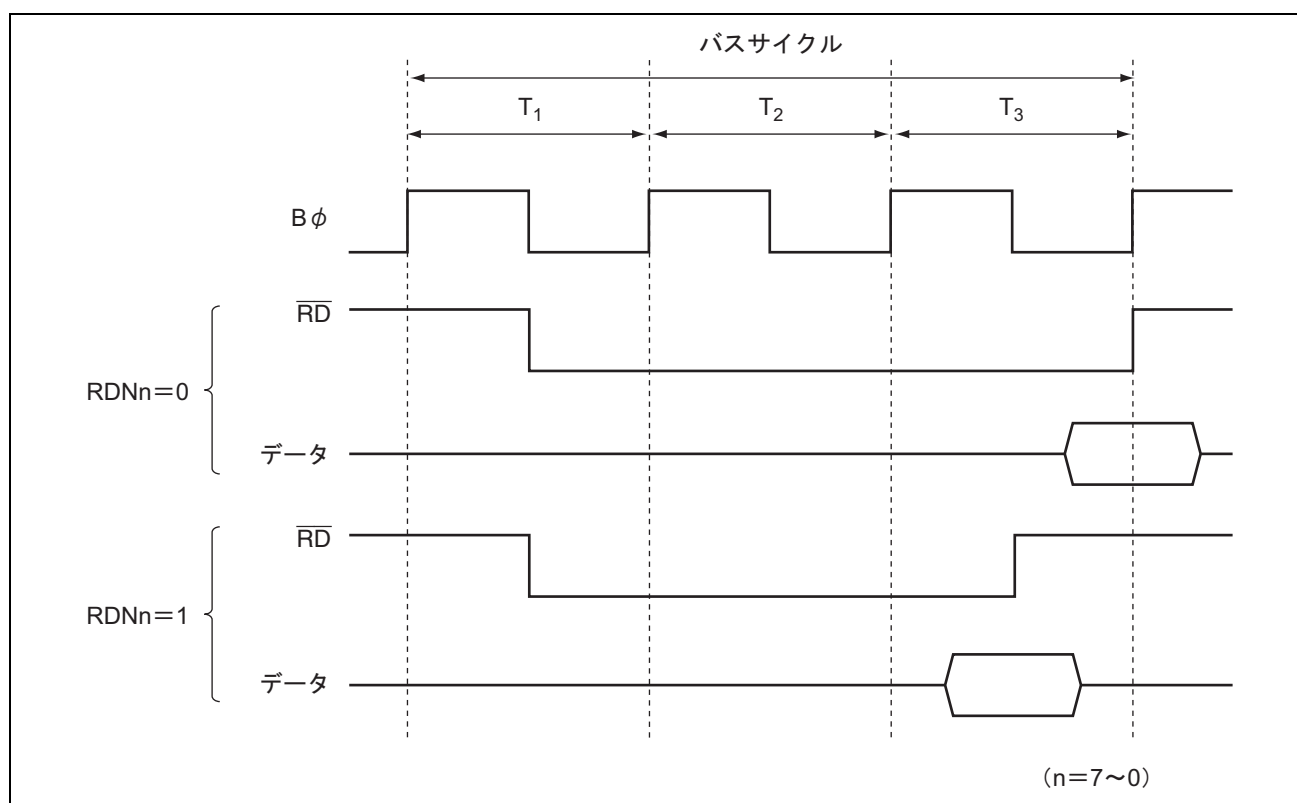 バスサイクル
T1 T2 T3
Bφ
RD
RDNn=0
データ
RD
RDNn=1
データ
(n=7~0)